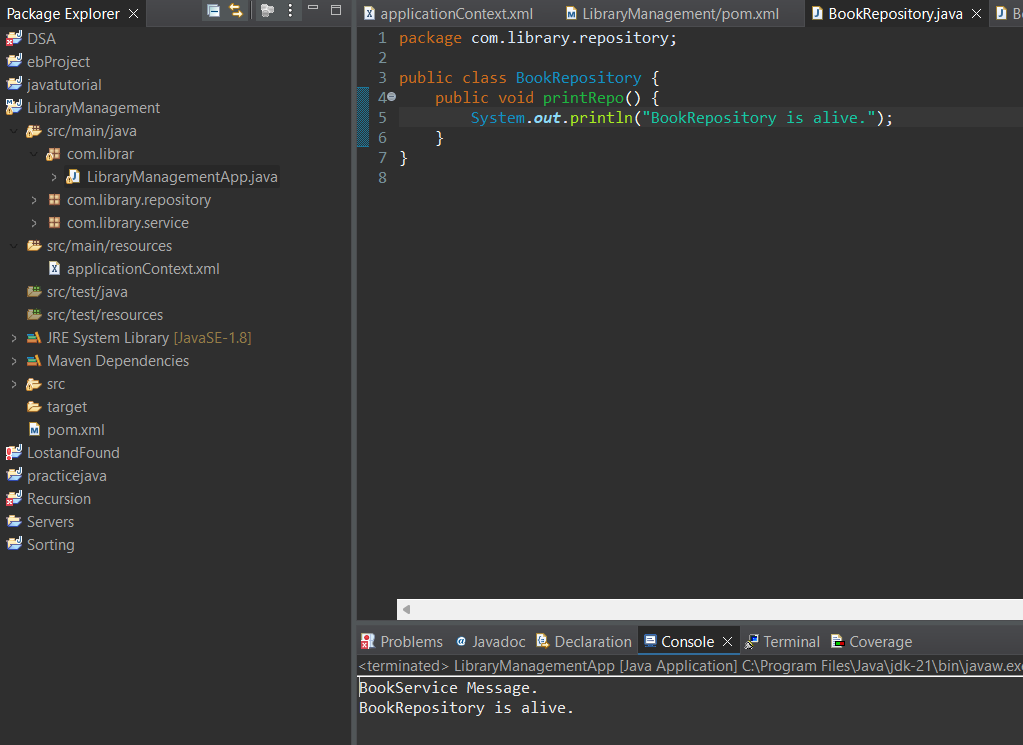 Package Explorer
DSA
ebProject
javatutorial
LibraryManagement
src/main/java
com.librar
LibraryManagementApp.java
com.library.repository
com.library.service
src/main/resources
applicationContext.xml
src/test/java
src/test/resources
JRE System Library [JavaSE-1.8]
Maven Dependencies
src
target
pom.xml
LostandFound
practicejava
Recursion
Servers
Sorting
applicationContext.xml LibraryManagement/pom.xml BookRepository.java
1 package com.library.repository;
2
3 public class BookRepository {
4 public void printRepo() {
5 System.out.println("BookRepository is alive.");
6 }
7 }
8
Problems Javadoc Declaration Console Terminal Coverage
<terminated> LibraryManagementApp [Java Application] C:\Program Files\Java\jdk-21\bin\javaw.ex
BookService Message.
BookRepository is alive.